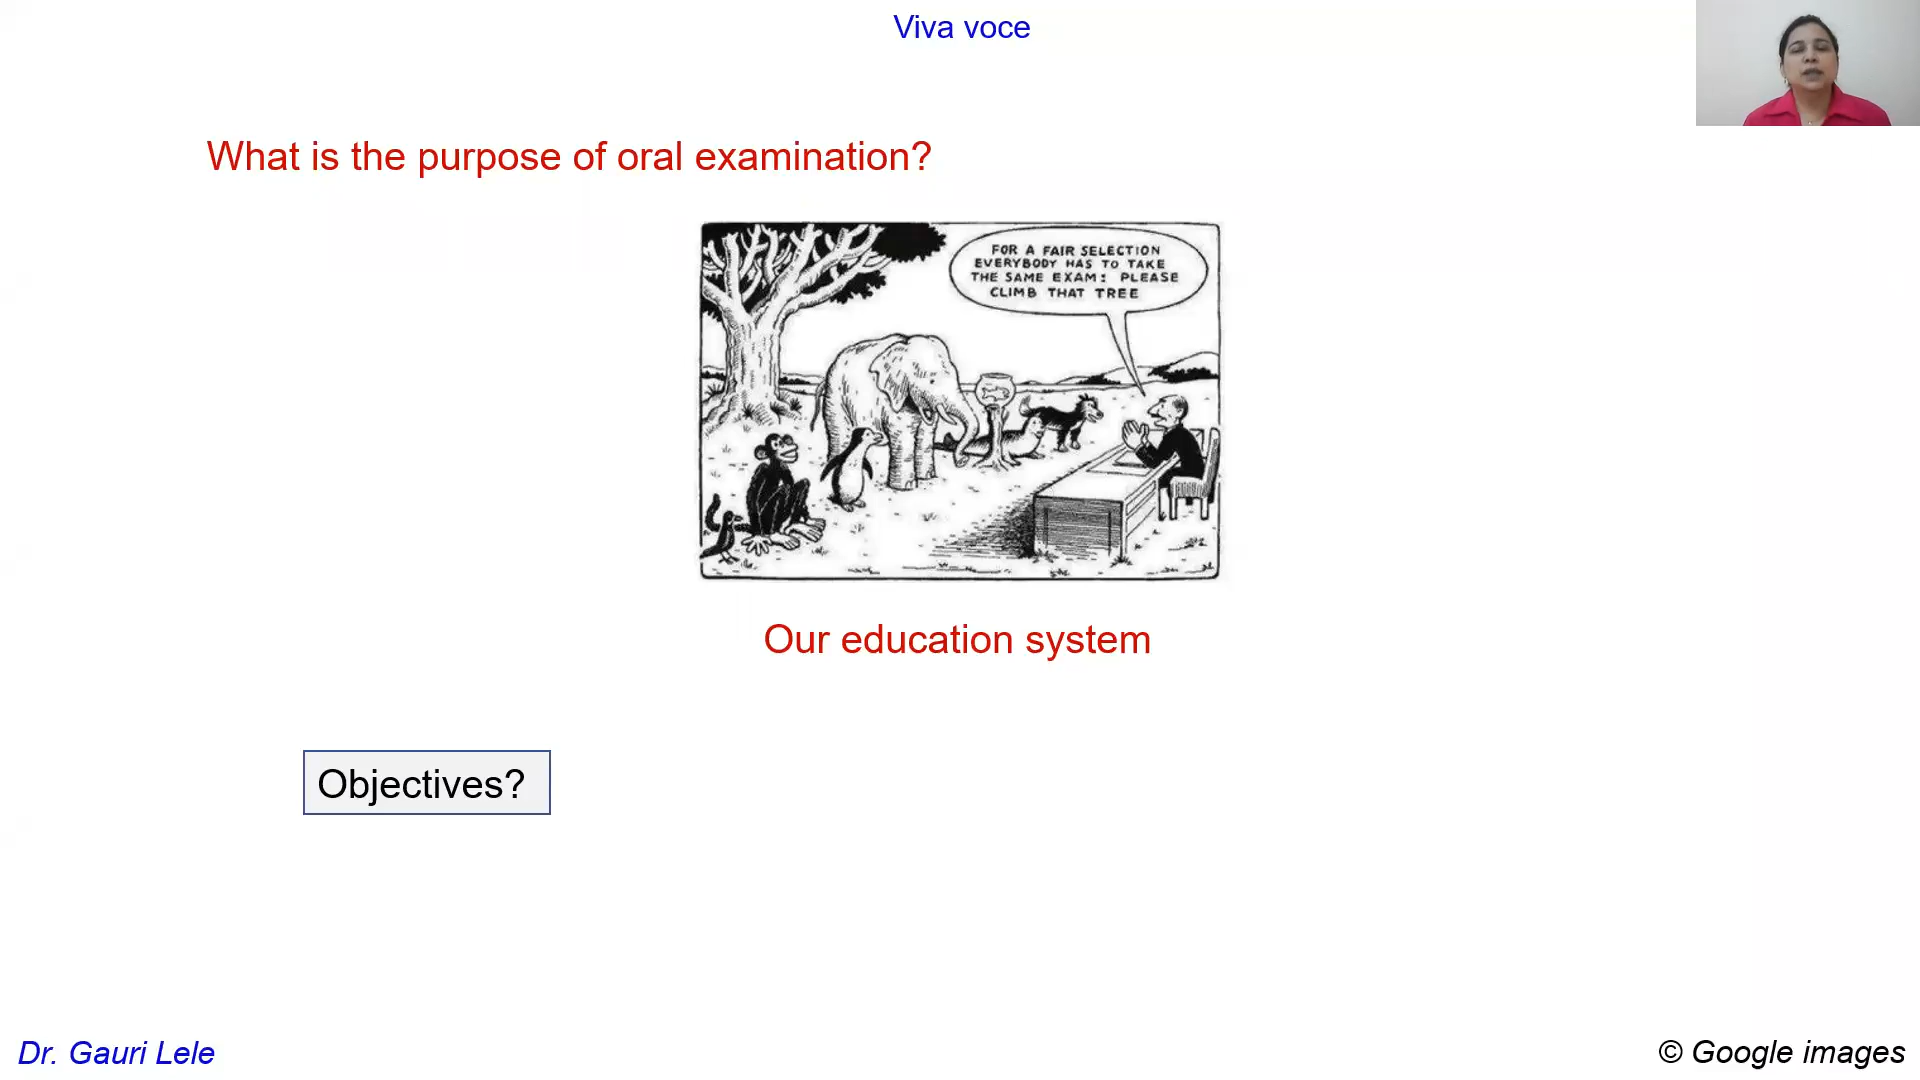 Viva voce
What is the purpose of oral examination?
FOR A FAIR SELECTION
EVERYBODY HAS TO TAKE
THE SAME EXAM: PLEASE
CLIMB THAT TREE
Our education system
Objectives?
Dr. Gauri Lele
© Google images